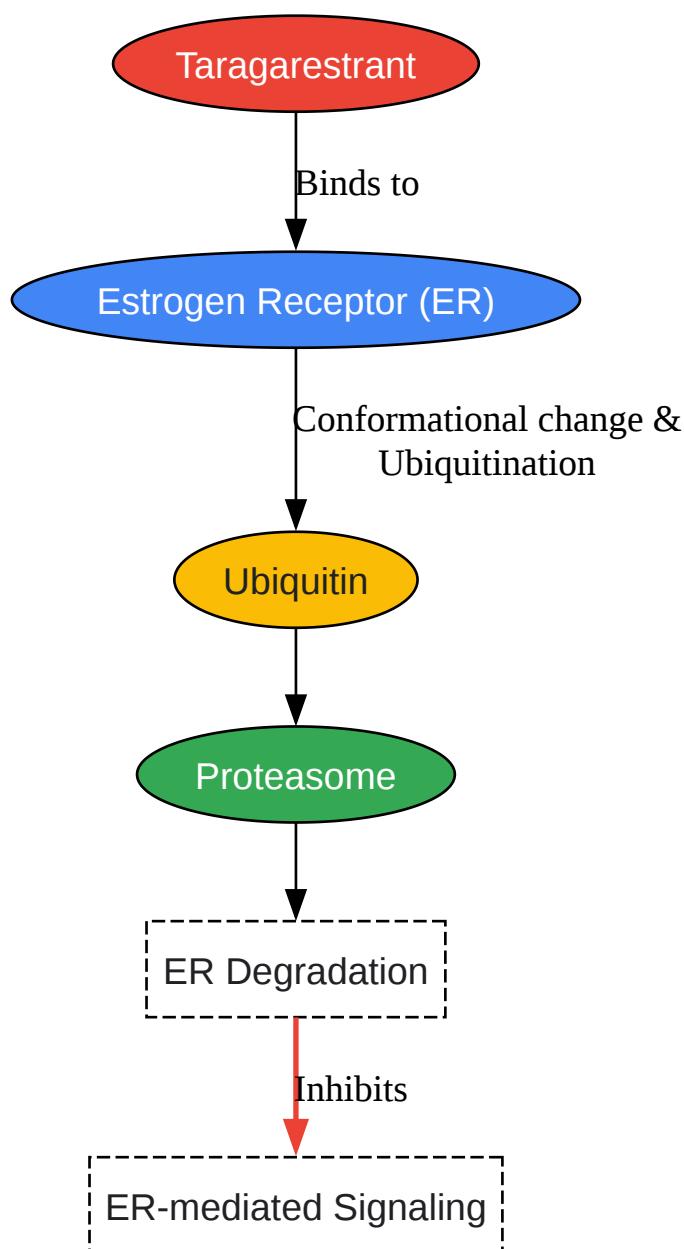 Taragarestrant
Binds to
Estrogen Receptor (ER)
Conformational change &
Ubiquitination
Ubiquitin
Proteasome
ER Degradation
Inhibits
ER-mediated Signaling